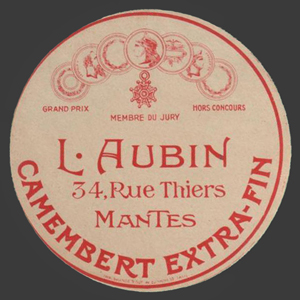 GRAND PRIX
HORS CONCOURS
MEMBRE DU JURY
L. AUBIN
34, Rue Thiers
MANTES
CAMEMBERT EXTRA-FIN